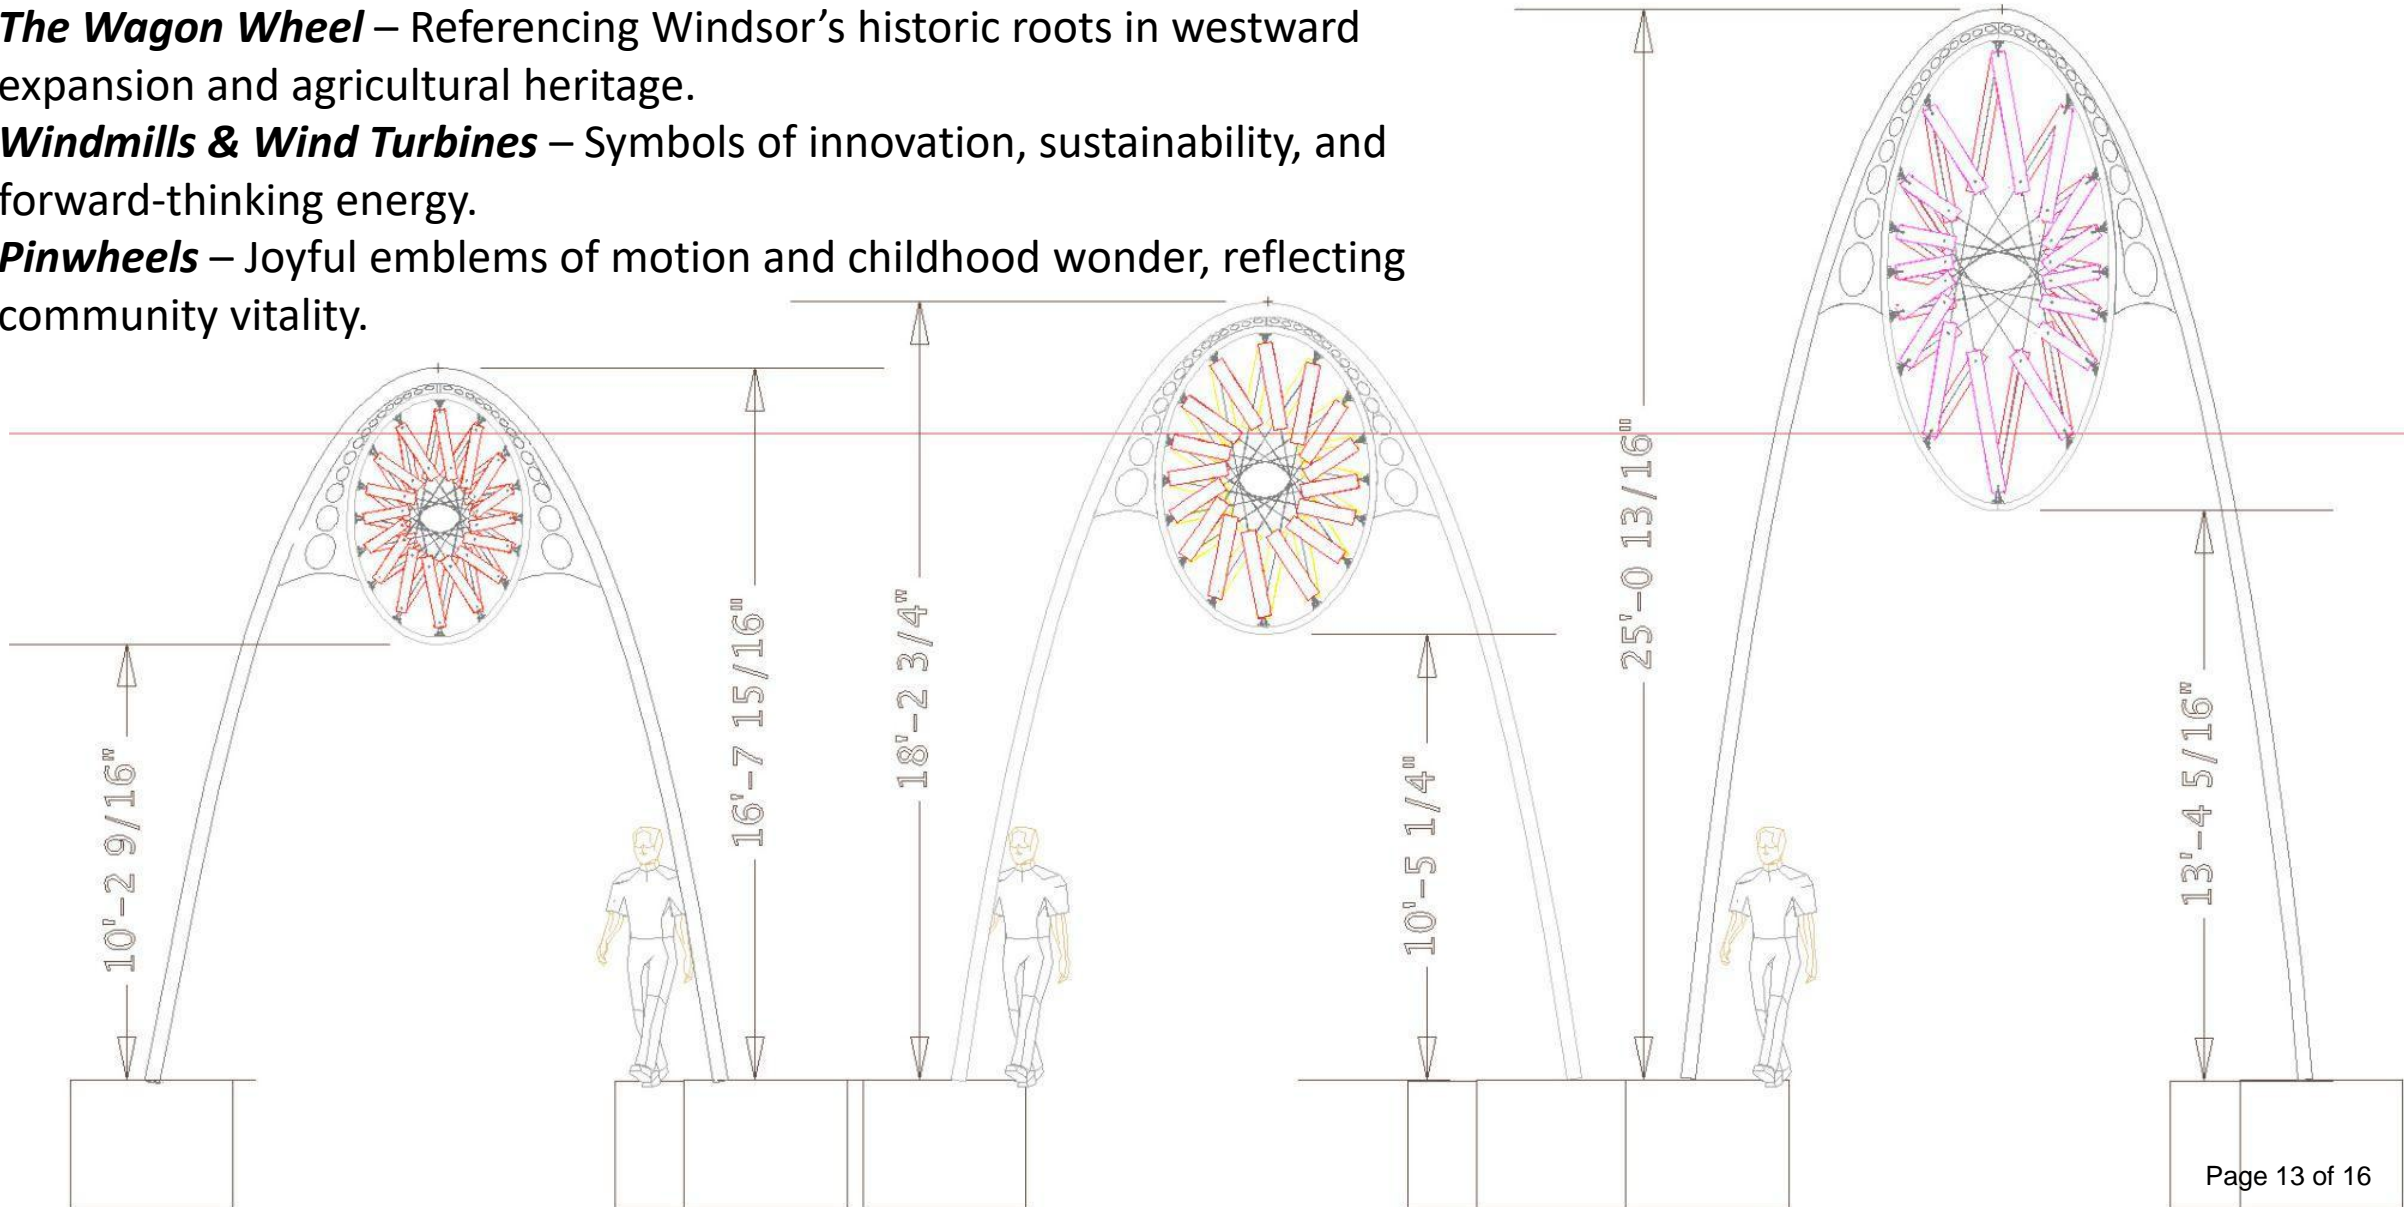 The Wagon Wheel – Referencing Windsor’s historic roots in westward
expansion and agricultural heritage.
Windmills & Wind Turbines – Symbols of innovation, sustainability, and
forward-thinking energy.
Pinwheels – Joyful emblems of motion and childhood wonder, reflecting
community vitality.
10'-2 9/16"
16'-7 15/16"
18'-2 3/4"
10'-5 1/4"
25'-0 13/16"
13'-4 5/16"
Page 13 of 16